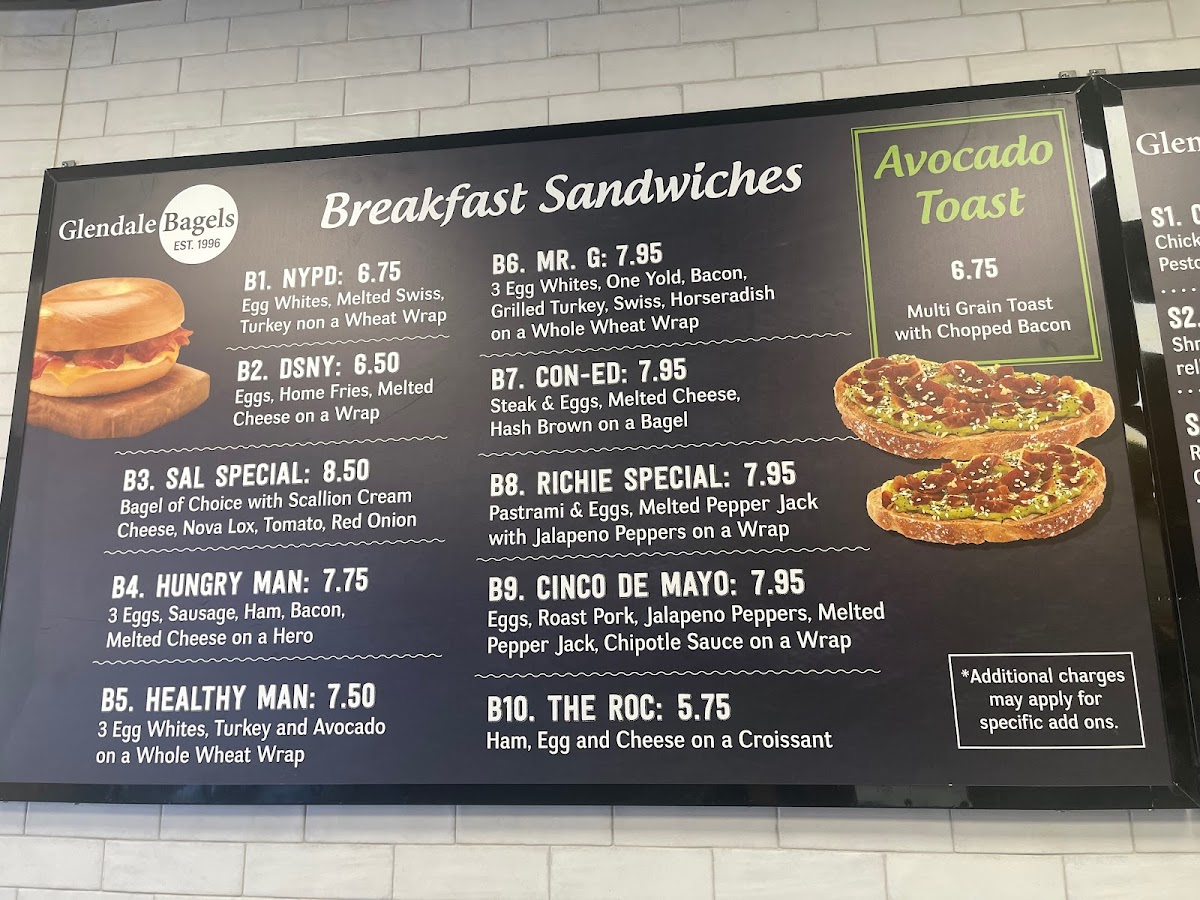 Glendale Bagels
EST. 1996
Breakfast Sandwiches
B1. NYPD: 6.75
Egg Whites, Melted Swiss,
Turkey non a Wheat Wrap
B2. DSNY: 6.50
Eggs, Home Fries, Melted
Cheese on a Wrap
B3. SAL SPECIAL: 8.50
Bagel of Choice with Scallion Cream
Cheese, Nova Lox, Tomato, Red Onion
B4. HUNGRY MAN: 7.75
3 Eggs, Sausage, Ham, Bacon,
Melted Cheese on a Hero
B5. HEALTHY MAN: 7.50
3 Egg Whites, Turkey and Avocado
on a Whole Wheat Wrap
B6. MR. G: 7.95
3 Egg Whites, One Yold, Bacon,
Grilled Turkey, Swiss, Horseradish
on a Whole Wheat Wrap
B7. CON-ED: 7.95
Steak & Eggs, Melted Cheese,
Hash Brown on a Bagel
B8. RICHIE SPECIAL: 7.95
Pastrami & Eggs, Melted Pepper Jack
with Jalapeno Peppers on a Wrap
B9. CINCO DE MAYO: 7.95
Eggs, Roast Pork, Jalapeno Peppers, Melted
Pepper Jack, Chipotle Sauce on a Wrap
B10. THE ROC: 5.75
Ham, Egg and Cheese on a Croissant
Avocado
Toast
6.75
Multi Grain Toast
with Chopped Bacon
*Additional charges
may apply for
specific add ons.
Glen
S1. C
Chick
Pesto
S2.
Shr
rel
S
R